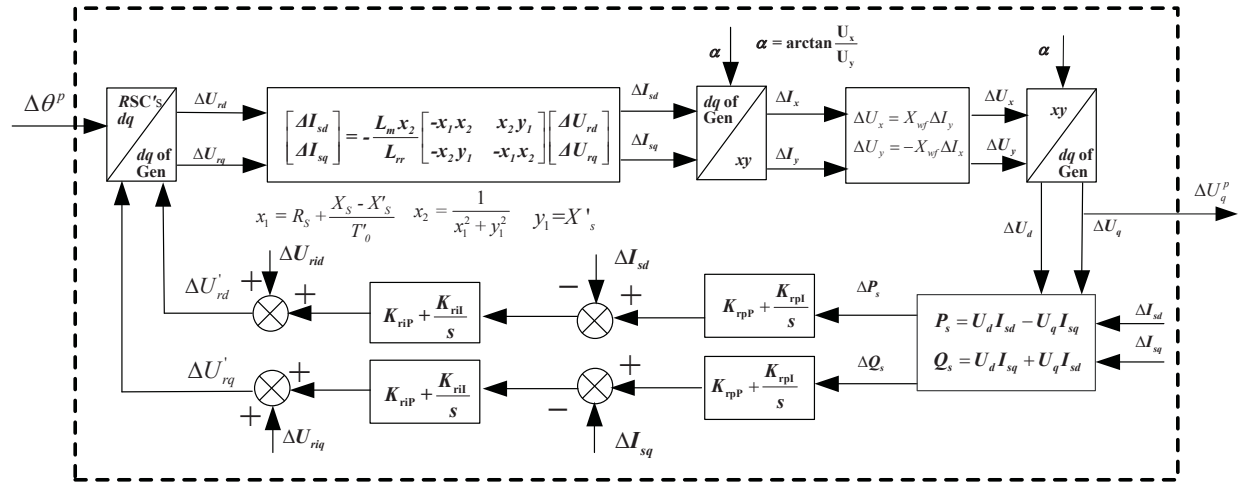 α
α = arctan U_x/U_y
α
Δθ^p
RSC's dq
dq of Gen
ΔU_rd
ΔU_rq
[ΔI_sd ΔI_sq] = - L_m x_2/L_rr [-x_1x_2 x_2y_1 -x_2y_1 -x_1x_2] [ΔU_rd ΔU_rq]
ΔI_sd
ΔI_sq
dq of Gen
xy
ΔI_x
ΔI_y
ΔU_x = X_wf ΔI_y
ΔU_y = -X_wf ΔI_x
ΔU_x
ΔU_y
xy
dq of Gen
ΔU_q^p
ΔU_d
ΔU_q
x_1 = R_S + (X_S - X'_S)/T'_0
x_2 = 1/(x_1^2 + y_1^2)
y_1=X'_s
ΔU_rid
ΔU'_rd
+
+
K_riP + K_riI/s
−
ΔI_sd
+
K_rpP + K_rpI/s
ΔP_s
P_s = U_d I_sd − U_q I_sq
Q_s = U_d I_sq + U_q I_sd
ΔI_sd
ΔI_sq
ΔU'_rq
+
+
ΔU_riq
K_riP + K_riI/s
+
−
ΔI_sq
K_rpP + K_rpI/s
ΔQ_s